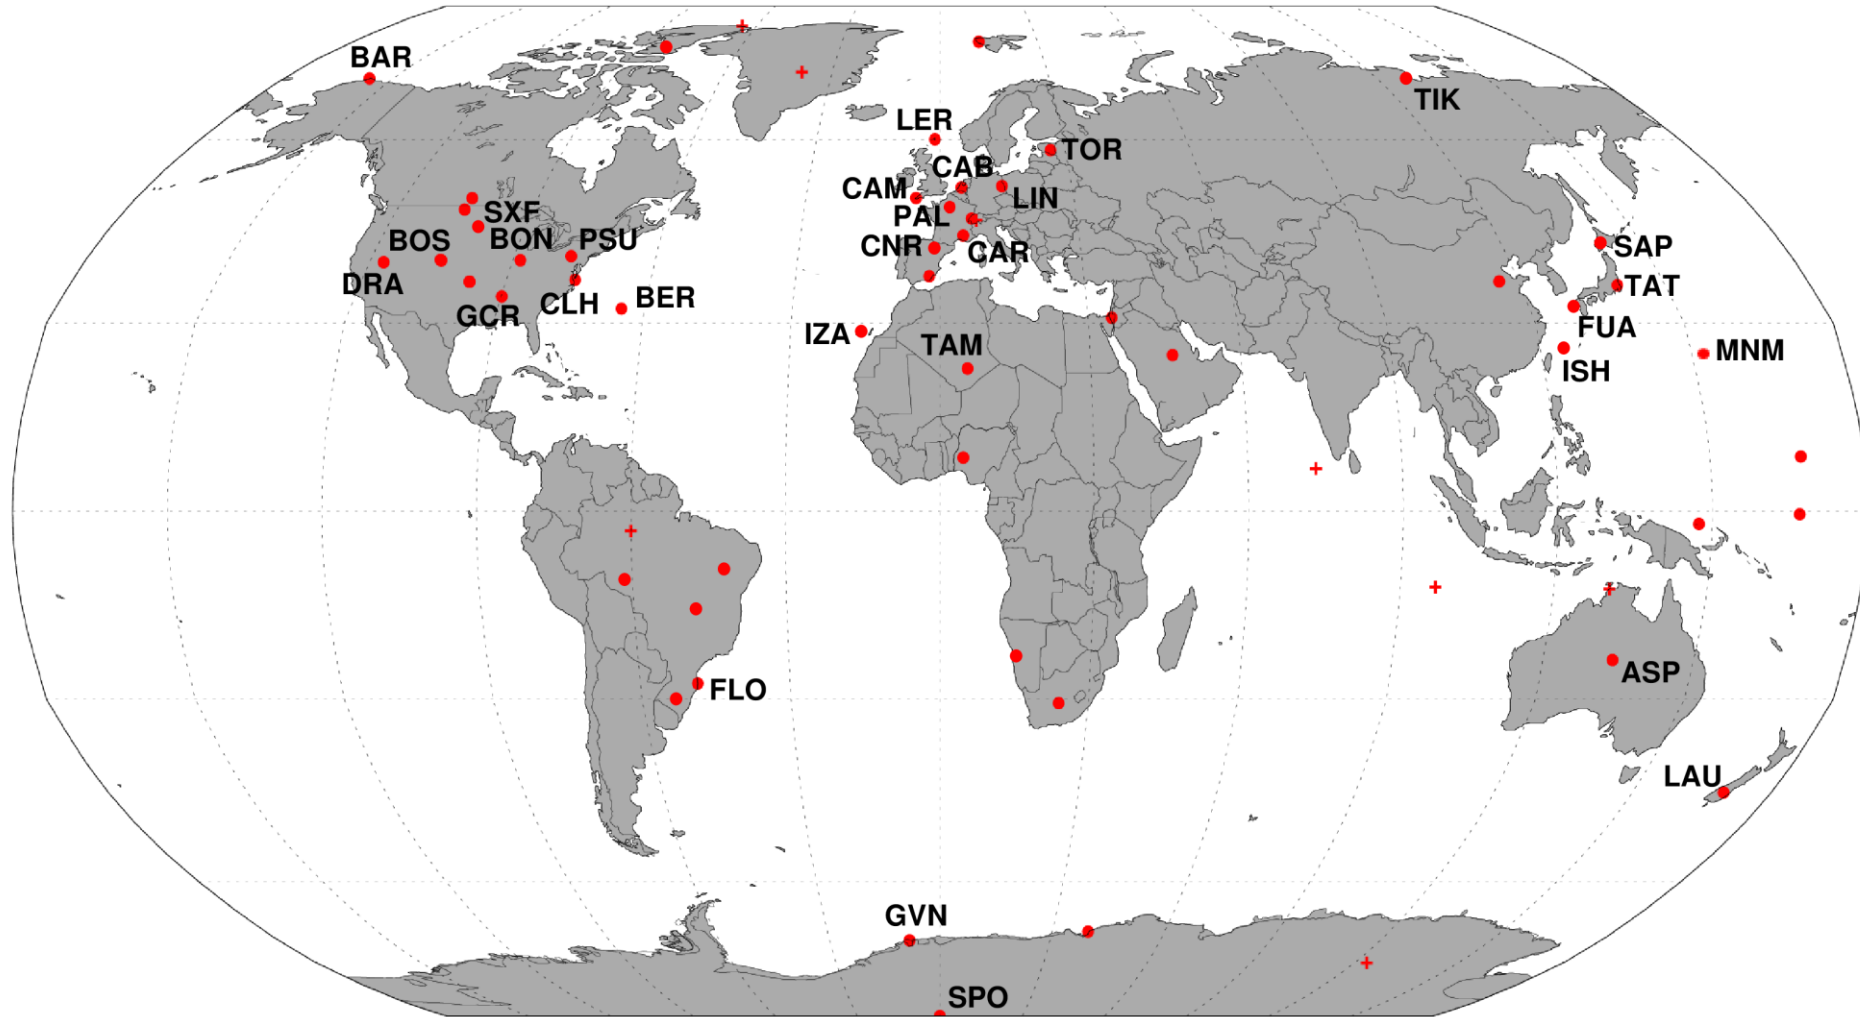 BAR
TIK
LER
TOR
CAB
CAM
LIN
PAL
SXF
BOS
BON
PSU
CNR
CAR
SAP
DRA
TAT
GCR
CLH
BER
FUA
IZA
TAM
MNM
ISH
ASP
FLO
LAU
GVN
SPO